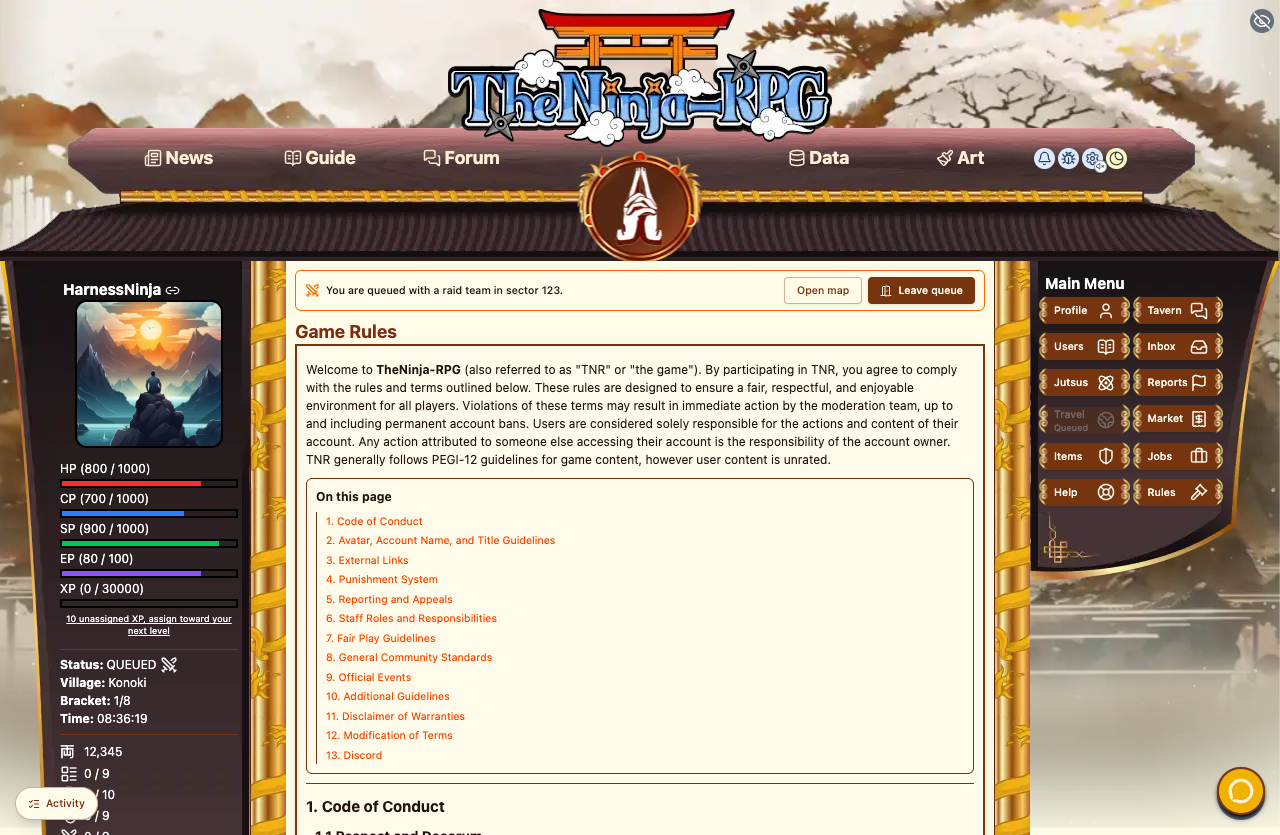 TheNinja-RPG
News
Guide
Forum
Data
Art
HarnessNinja
HP (800 / 1000)
CP (700 / 1000)
SP (900 / 1000)
EP (80 / 100)
XP (0 / 30000)
10 unassigned XP, assign toward your
next level
Status: QUEUED
Village: Konoki
Bracket: 1/8
Time: 08:36:19
両 12,345
0 / 9
/ 10
/ 9
Activity
You are queued with a raid team in sector 123.
Open map
Leave queue
Game Rules
Welcome to TheNinja-RPG (also referred to as "TNR" or "the game"). By participating in TNR, you agree to comply
with the rules and terms outlined below. These rules are designed to ensure a fair, respectful, and enjoyable
environment for all players. Violations of these terms may result in immediate action by the moderation team, up to
and including permanent account bans. Users are considered solely responsible for the actions and content of their
account. Any action attributed to someone else accessing their account is the responsibility of the account owner.
TNR generally follows PEGI-12 guidelines for game content, however user content is unrated.
On this page
1. Code of Conduct
2. Avatar, Account Name, and Title Guidelines
3. External Links
4. Punishment System
5. Reporting and Appeals
6. Staff Roles and Responsibilities
7. Fair Play Guidelines
8. General Community Standards
9. Official Events
10. Additional Guidelines
11. Disclaimer of Warranties
12. Modification of Terms
13. Discord
1. Code of Conduct
1.1 Respect and Decorum
Main Menu
Profile
Tavern
Users
Inbox
Jutsus
Reports
Travel
Queued
Market
Items
Jobs
Help
Rules